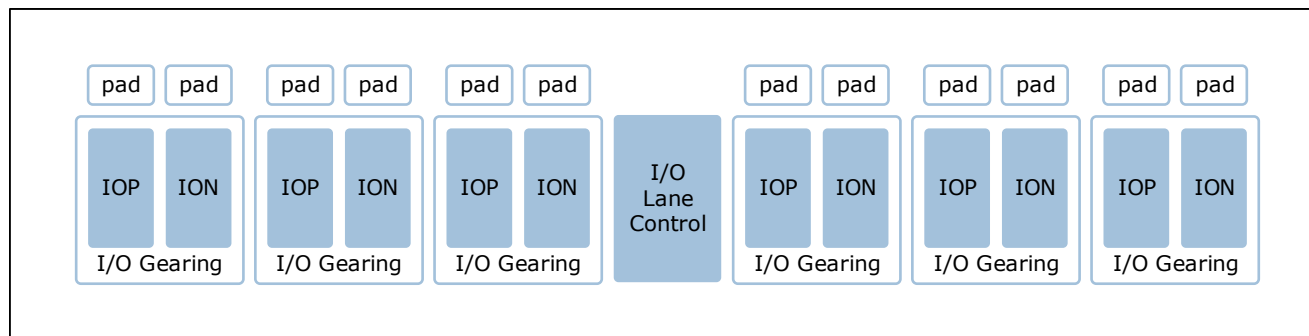 pad pad pad pad pad pad pad pad pad pad pad pad
IOP ION IOP ION IOP ION I/O IOP ION IOP ION IOP ION
Lane
Control
I/O Gearing I/O Gearing I/O Gearing I/O Gearing I/O Gearing I/O Gearing